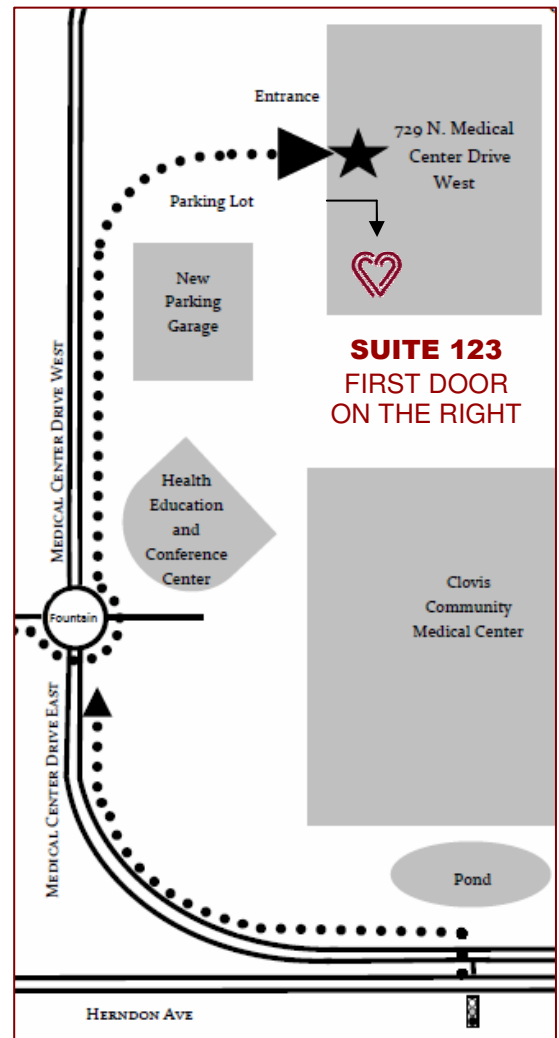 Entrance
729 N. Medical
Center Drive
West
Parking Lot
New
Parking
Garage
SUITE 123
FIRST DOOR
ON THE RIGHT
MEDICAL CENTER DRIVE WEST
Health
Education
and
Conference
Center
Clovis
Community
Medical Center
Fountain
MEDICAL CENTER DRIVE EAST
Pond
HERNDON AVE